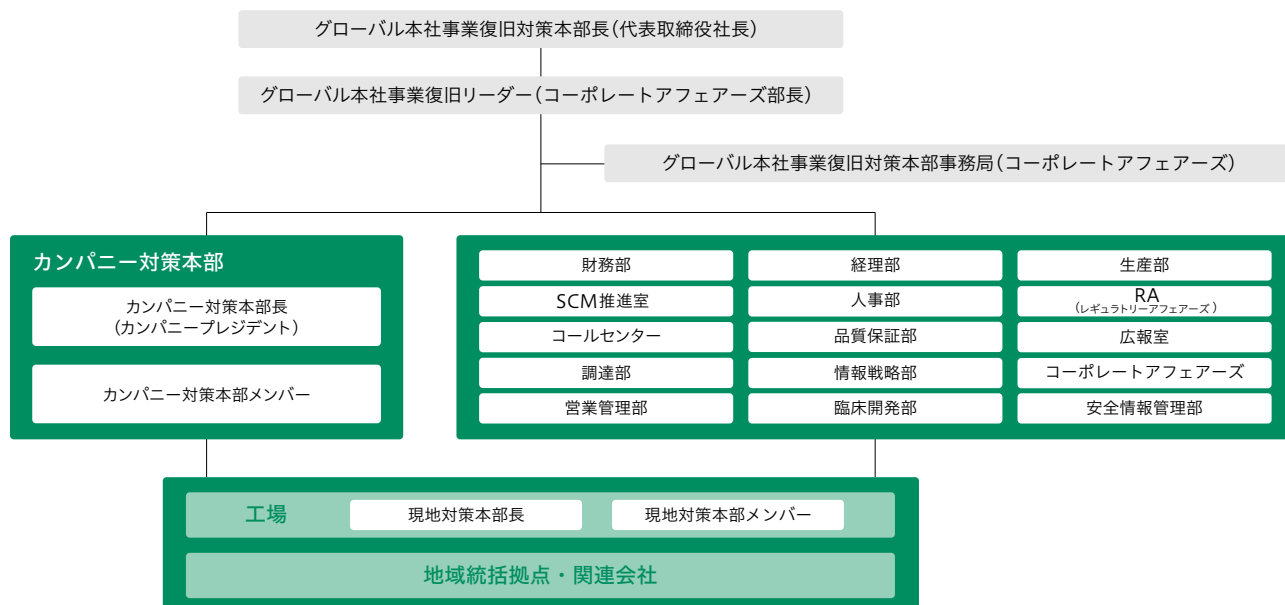 グローバル本社事業復旧対策本部長(代表取締役社長)
グローバル本社事業復旧リーダー(コーポレートアフェアーズ部長)
グローバル本社事業復旧対策本部事務局(コーポレートアフェアーズ)
カンパニー対策本部
カンパニー対策本部長
(カンパニープレジデント)
カンパニー対策本部メンバー
財務部
経理部
生産部
SCM推進室
人事部
RA
(レギュラトリーアフェアーズ)
コールセンター
品質保証部
広報室
調達部
情報戦略部
コーポレートアフェアーズ
営業管理部
臨床開発部
安全情報管理部
工場
現地対策本部長
現地対策本部メンバー
地域統括拠点・関連会社